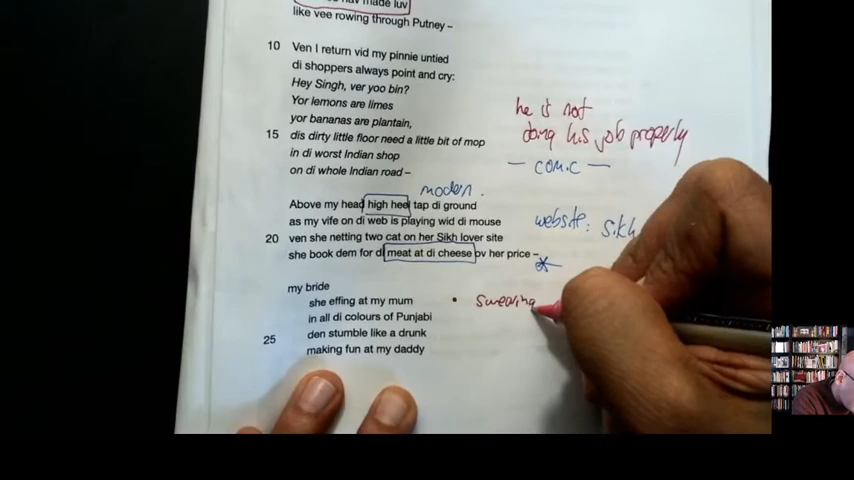 hav made luv
like vee rowing through Putney –
10 Ven I return vid my pinnie untied
di shoppers always point and cry:
Hey Singh, ver yoo bin?
Yor lemons are limes
yor bananas are plantain,
15 dis dirty little floor need a little bit of mop
in di worst Indian shop
on di whole Indian road –
he is not
doing his job properly
– comic –
modern.
Above my head high heel tap di ground
as my vife on di web is playing wid di mouse
20 ven she netting two cat on her Sikh lover site
she book dem for di meat at di cheese ov her price –
website: Sikh
*
my bride
she effing at my mum
in all di colours of Punjabi
den stumble like a drunk
25 making fun at my daddy
• swearing